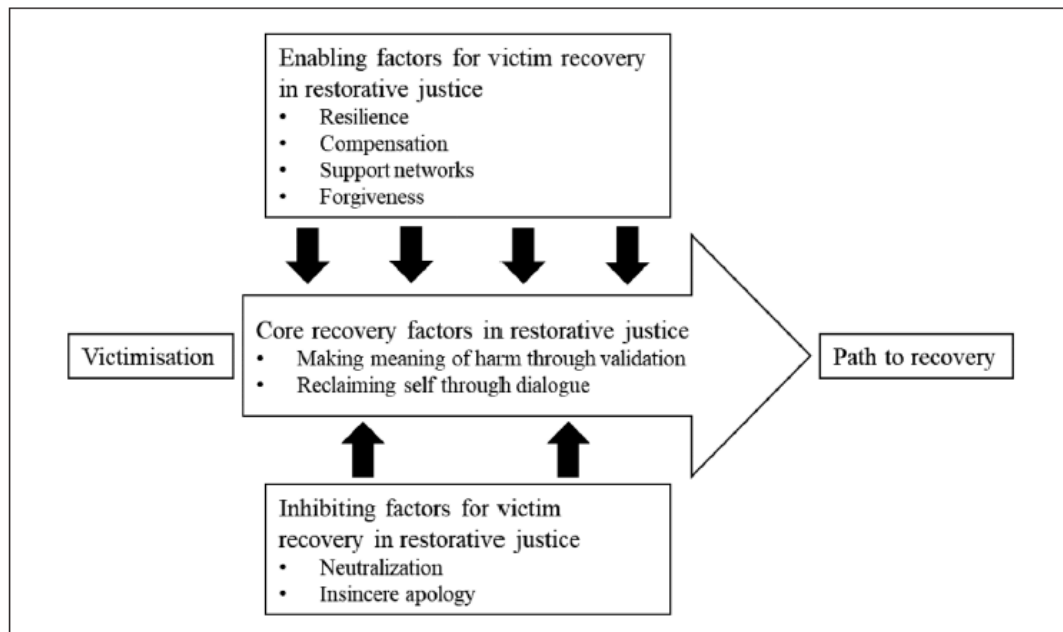 Enabling factors for victim recovery
in restorative justice
• Resilience
• Compensation
• Support networks
• Forgiveness
Victimisation
Core recovery factors in restorative justice
• Making meaning of harm through validation
• Reclaiming self through dialogue
Path to recovery
Inhibiting factors for victim
recovery in restorative justice
• Neutralization
• Insincere apology